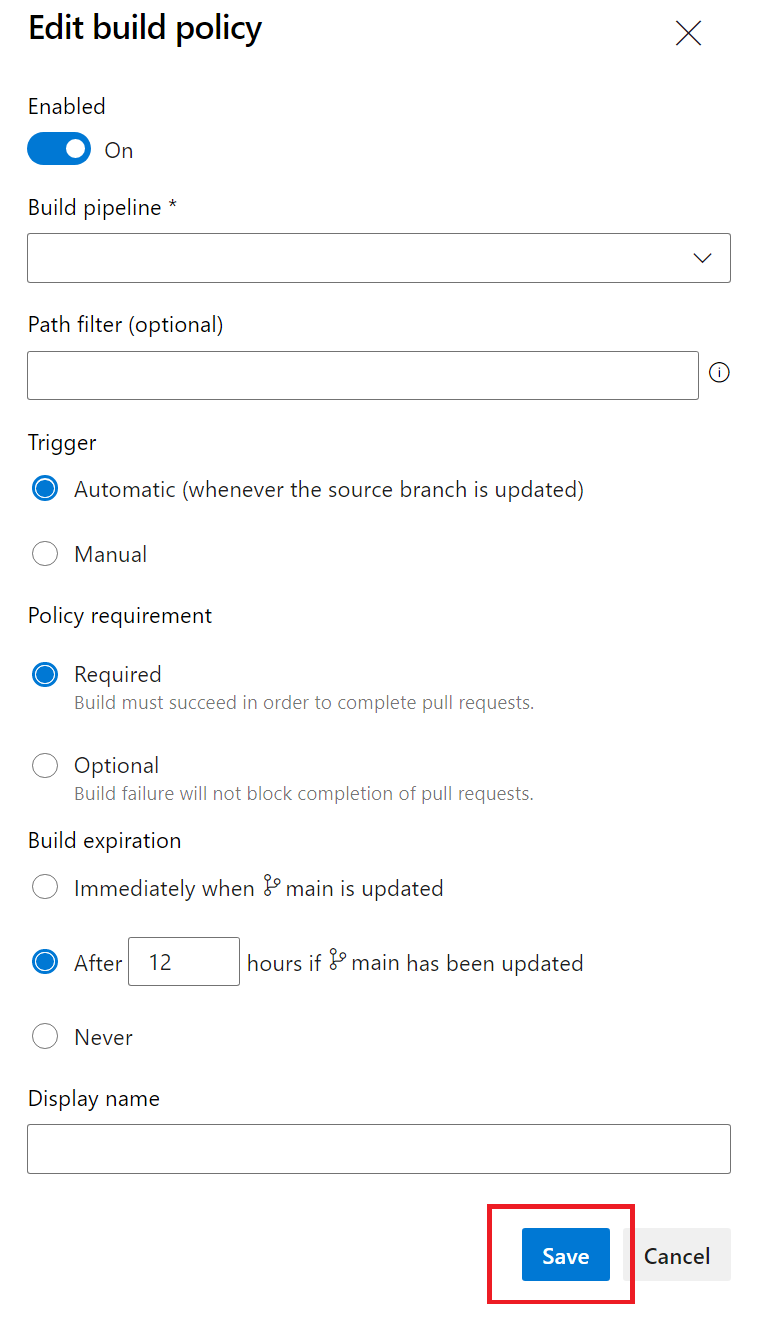 Edit build policy
Enabled
On
Build pipeline *
Path filter (optional)
Trigger
Automatic (whenever the source branch is updated)
Manual
Policy requirement
Required
Build must succeed in order to complete pull requests.
Optional
Build failure will not block completion of pull requests.
Build expiration
Immediately when main is updated
After 12 hours if main has been updated
Never
Display name
Save Cancel